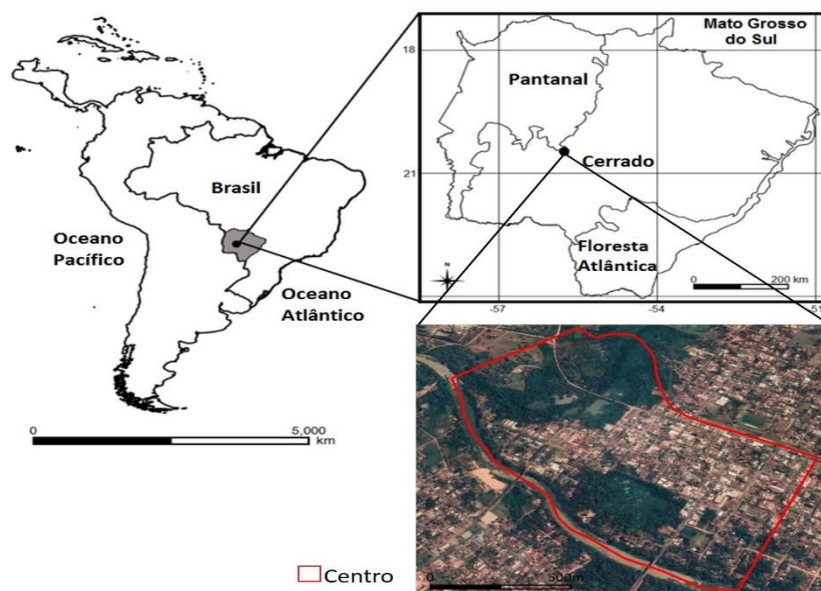 Brasil
Oceano
Pacífico
Oceano
Atlântico
0
5,000
km
Mato Grosso
do Sul
18
Pantanal
Cerrado
21
Floresta
Atlântica
N
0
200 km
-57
-54
-51
Centro
0
500m